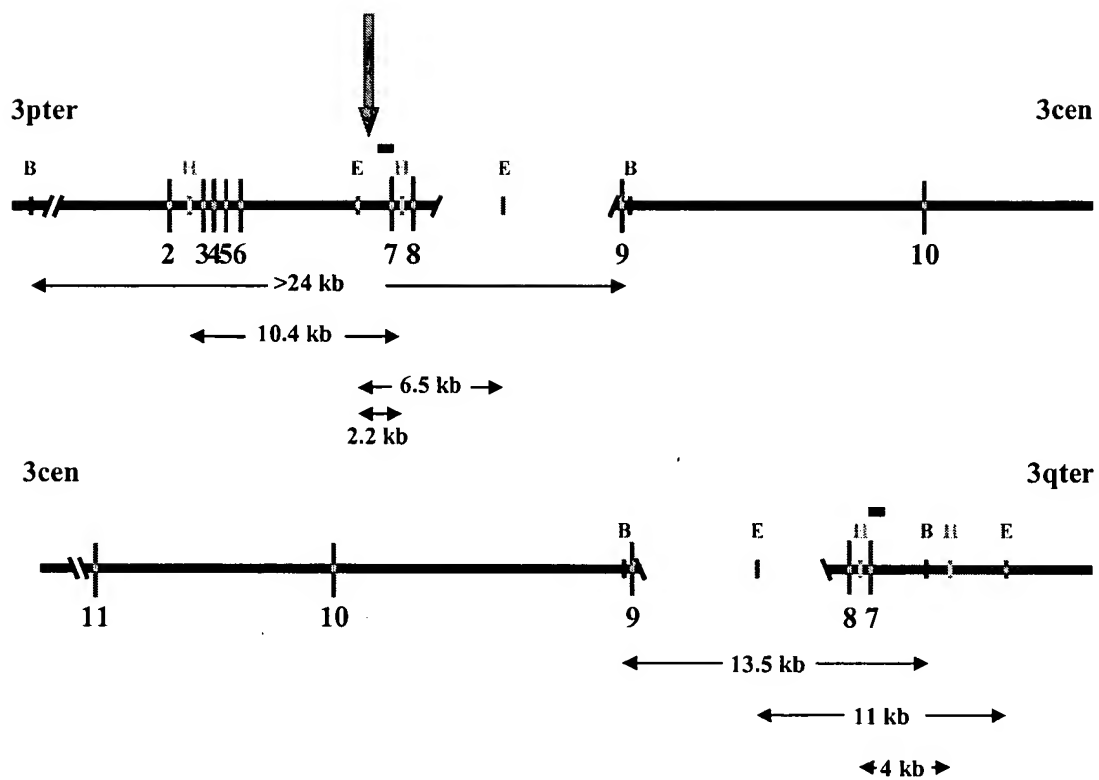 3pter 3cen
B H E H E B
2 3456 7 8 9 10
>24 kb
10.4 kb
6.5 kb
2.2 kb
3cen 3qter
B E H B H E
11 10 9 8 7
13.5 kb
11 kb
4 kb